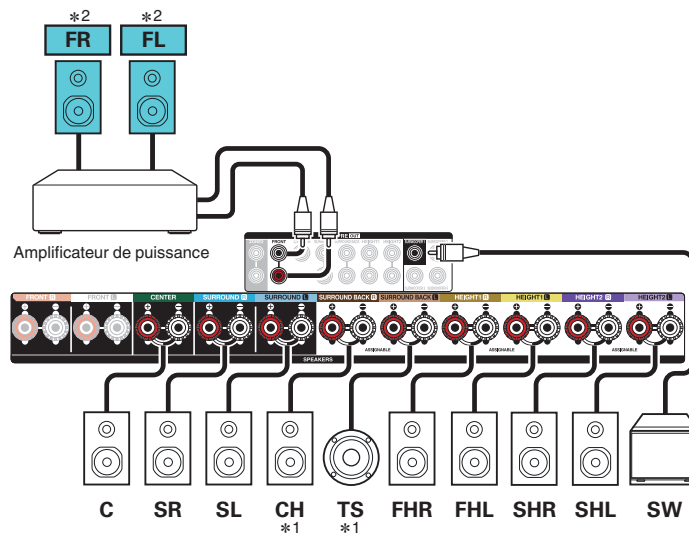 *2 *2
FR FL
Amplificateur de puissance
PRE OUT
FRONT
FRONT R FRONT L CENTER SURROUND R SURROUND L SURROUND BACK R SURROUND BACK L HEIGHT1 R HEIGHT1 L HEIGHT2 R HEIGHT2 L
ASSIGNABLE ASSIGNABLE ASSIGNABLE
SPEAKERS
C SR SL CH TS FHR FHL SHR SHL SW
*1 *1